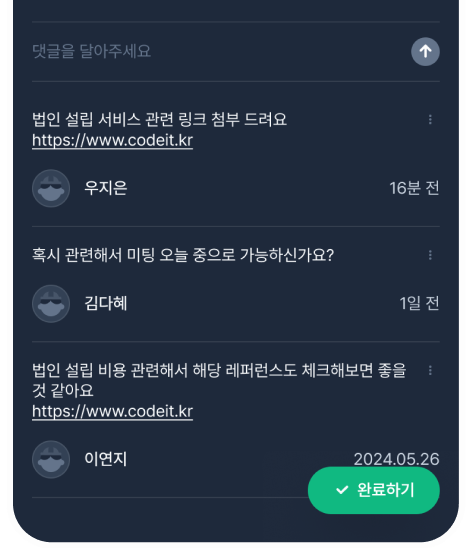 댓글을 달아주세요
법인 설립 서비스 관련 링크 첨부 드려요
https://www.codeit.kr
우지은
16분 전
혹시 관련해서 미팅 오늘 중으로 가능하신가요?
김다혜
1일 전
법인 설립 비용 관련해서 해당 레퍼런스도 체크해보면 좋을
것 같아요
https://www.codeit.kr
이연지
2024.05.26
완료하기